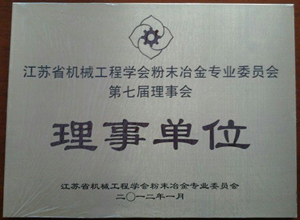 江苏省机械工程学会粉末冶金专业委员会
第七届理事会
理事单位
江苏省机械工程学会粉末冶金专业委员会
二〇一二年一月